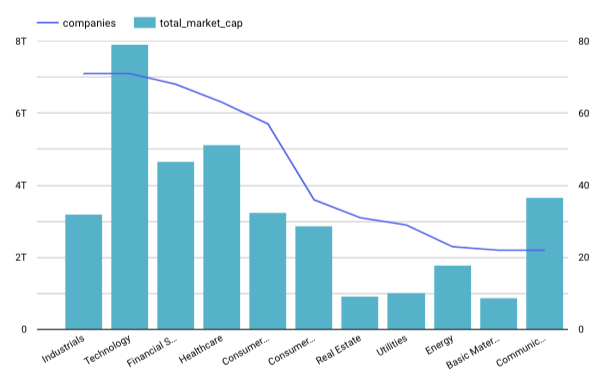 companies total_market_cap
8T 80
6T 60
4T 40
2T 20
0 0
Industrials
Technology
Financial S...
Healthcare
Consumer...
Consumer...
Real Estate
Utilities
Energy
Basic Mater...
Communic...